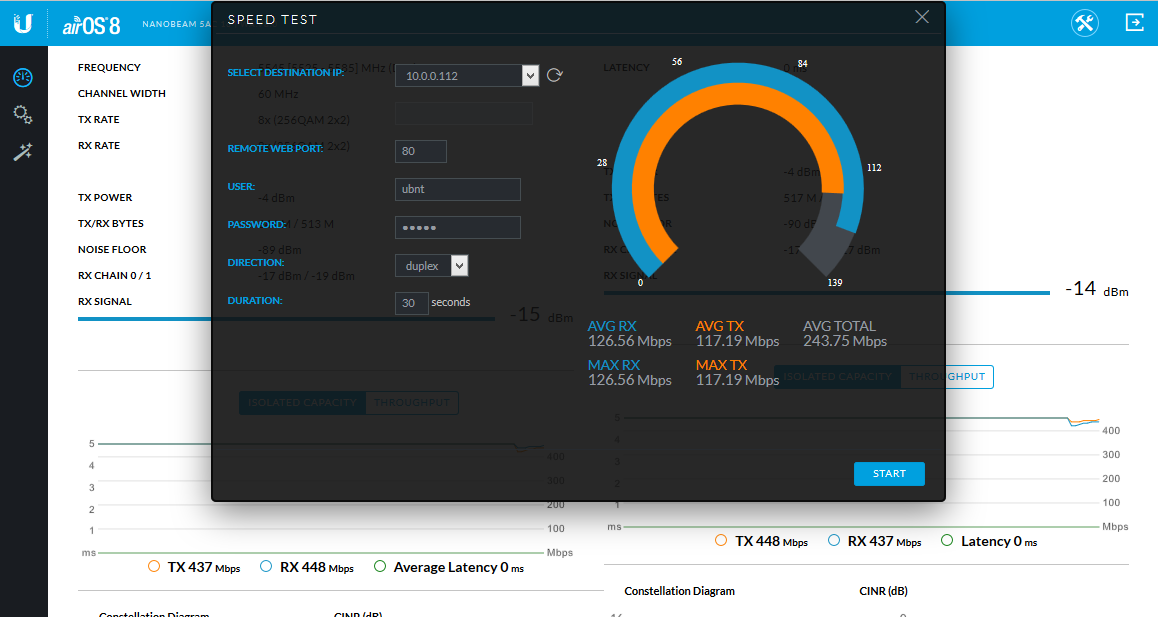 airOS 8
NANOBEAM 5A
SPEED TEST
FREQUENCY
CHANNEL WIDTH
60 MHz
TX RATE
8x (256QAM 2x2)
RX RATE
TX POWER
-4 dBm
TX/RX BYTES
/ 513 M
NOISE FLOOR
-89 dBm
RX CHAIN 0 / 1
-17 dBm / -19 dBm
RX SIGNAL
-15 dBm
SELECT DESTINATION IP:
10.0.0.112
REMOTE WEB PORT:
80
USER:
ubnt
PASSWORD:
•••••
DIRECTION:
duplex
DURATION:
30 seconds
LATENCY
0
28
56
84
112
139
-4 dBm
517 M
-14 dBm
AVG RX
126.56 Mbps
AVG TX
117.19 Mbps
AVG TOTAL
243.75 Mbps
MAX RX
126.56 Mbps
MAX TX
117.19 Mbps
START
ISOLATED CAPACITY THROUGHPUT
5
4
3
2
1
ms
400
300
200
100
Mbps
TX 437 Mbps RX 448 Mbps Average Latency 0 ms
ISOLATED CAPACITY THROUGHPUT
5
4
3
2
1
ms
400
300
200
100
Mbps
TX 448 Mbps RX 437 Mbps Latency 0 ms
Constellation Diagram CINR (dB)
Constellation Diagram CINR (dB)